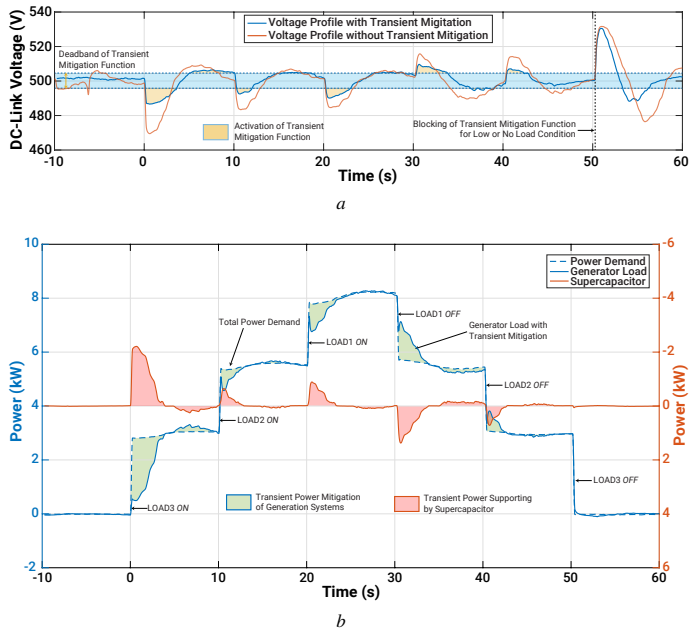 540
520
500
480
460
DC-Link Voltage (V)
Voltage Profile with Transient Migitation
Voltage Profile without Transient Mitigation
Deadband of Transient
Mitigation Function
Activation of Transient
Mitigation Function
Blocking of Transient Mitigation Function
for Low or No Load Condition
-10 0 10 20 30 40 50 60
Time (s)
a
10
8
6
4
2
0
-2
Power (kW)
-6
-4
-2
0
2
4
6
Power (kW)
Power Demand
Generator Load
Supercapacitor
LOAD1 OFF
Total Power Demand
Generator Load with
Transient Mitigation
LOAD1 ON
LOAD2 OFF
LOAD2 ON
LOAD3 OFF
Transient Power Mitigation
of Generation Systems
Transient Power Supporting
by Supercapacitor
LOAD3 ON
-10 0 10 20 30 40 50 60
Time (s)
b